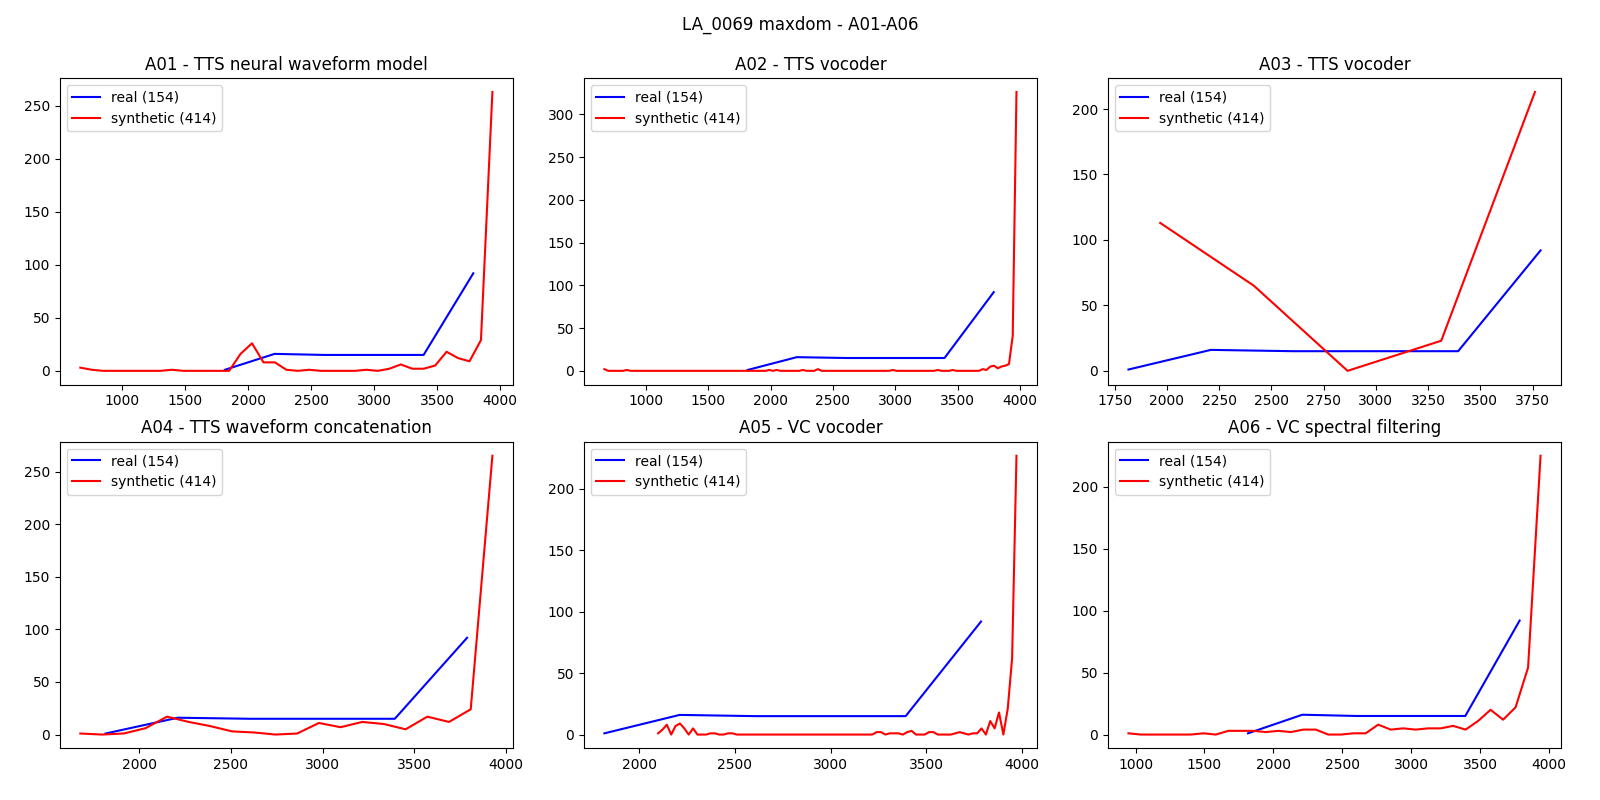 LA_0069 maxdom - A01-A06
A01 - TTS neural waveform model
real (154)
synthetic (414)
250
200
150
100
50
0
1000 1500 2000 2500 3000 3500 4000
A02 - TTS vocoder
real (154)
synthetic (414)
300
250
200
150
100
50
0
1000 1500 2000 2500 3000 3500 4000
A03 - TTS vocoder
real (154)
synthetic (414)
200
150
100
50
0
1750 2000 2250 2500 2750 3000 3250 3500 3750
A04 - TTS waveform concatenation
real (154)
synthetic (414)
250
200
150
100
50
0
2000 2500 3000 3500 4000
A05 - VC vocoder
real (154)
synthetic (414)
200
150
100
50
0
2000 2500 3000 3500 4000
A06 - VC spectral filtering
real (154)
synthetic (414)
200
150
100
50
0
1000 1500 2000 2500 3000 3500 4000